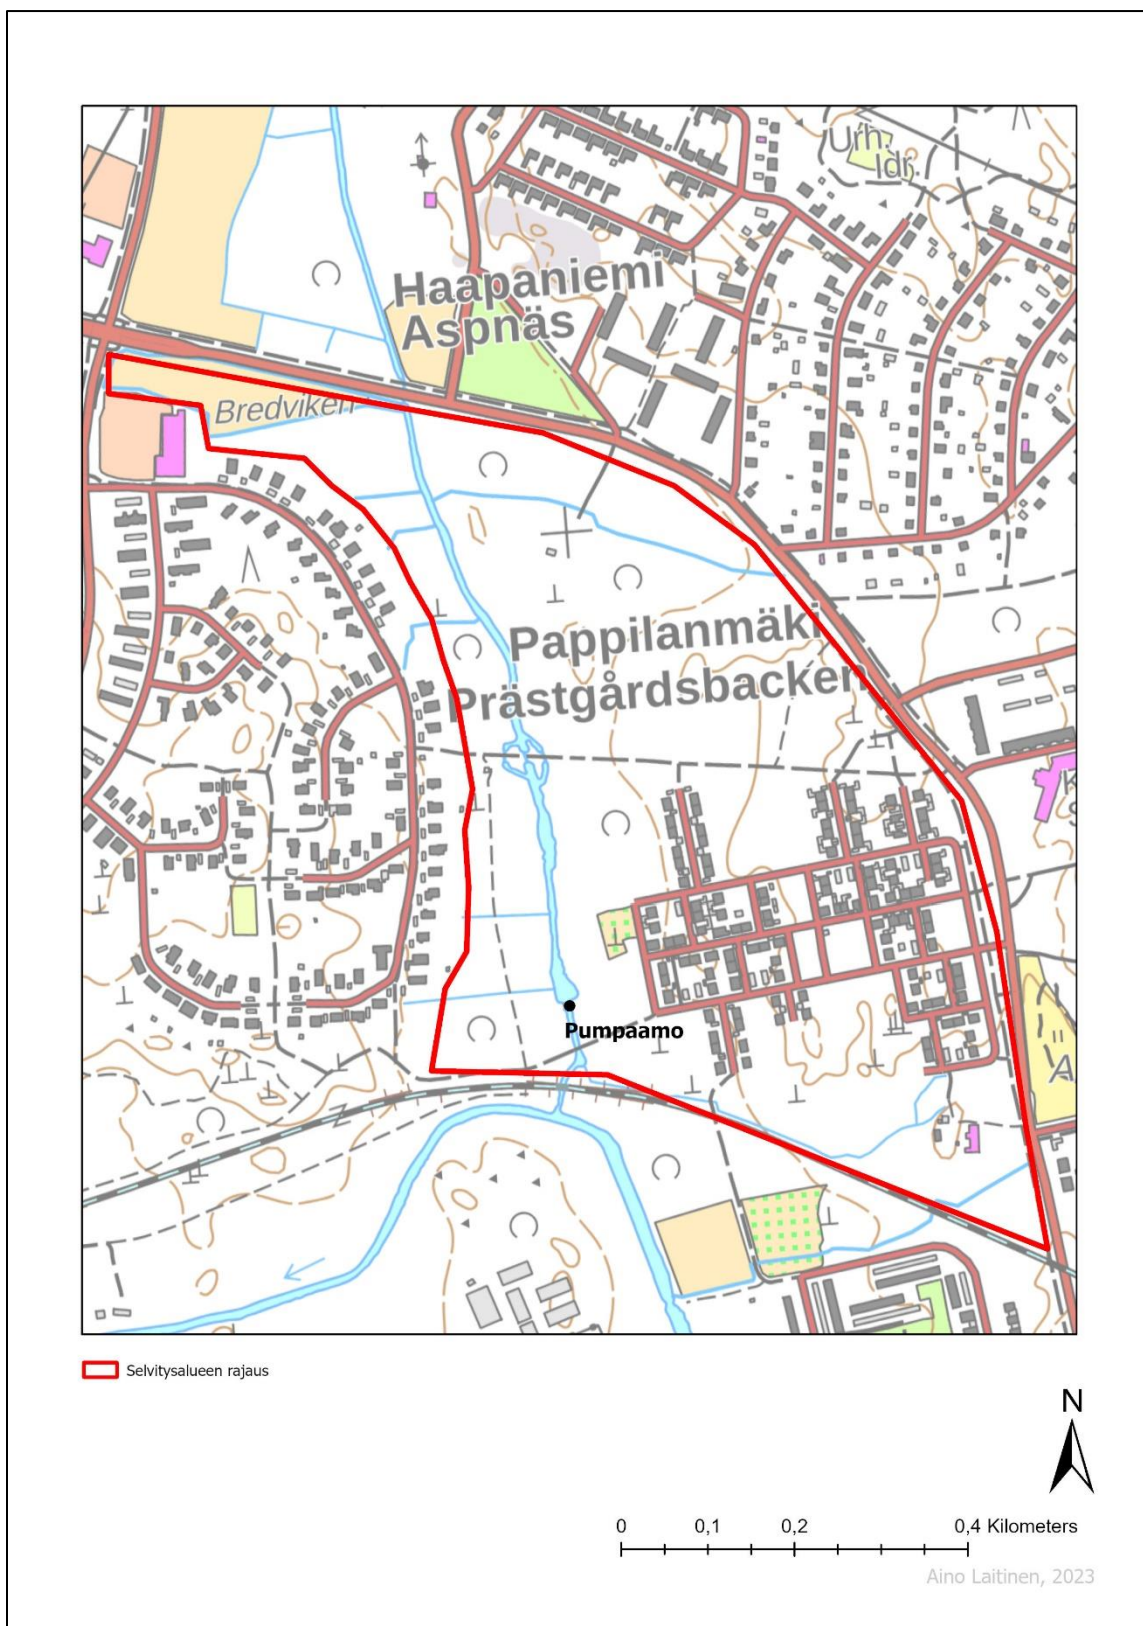 Urh.
Idr.
Haapaniemi
Aspnäs
Bredviken
Pappilanmäki
Prästgårdsbacken
Pumpaamo
Selvitysalueen rajaus
N
0 0,1 0,2 0,4 Kilometers
Aino Laitinen, 2023